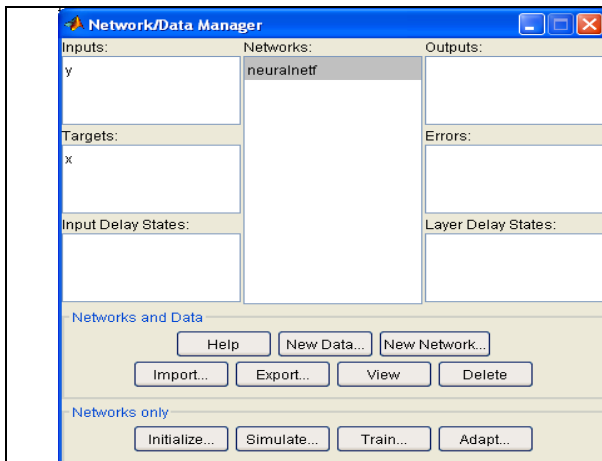 Network/Data Manager
Inputs: Networks: Outputs:
y neuralnetf
Targets: Errors:
x
Input Delay States: Layer Delay States:
Networks and Data
Help New Data... New Network...
Import... Export... View Delete
Networks only
Initialize... Simulate... Train... Adapt...